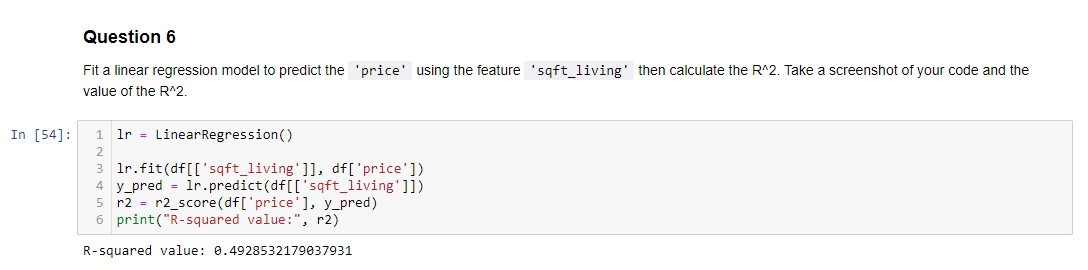 Question 6
Fit a linear regression model to predict the 'price' using the feature 'sqft_living' then calculate the R^2. Take a screenshot of your code and the
value of the R^2.
In [54]:
1 lr = LinearRegression()
2
3 lr.fit(df[['sqft_living']], df['price'])
4 y_pred = lr.predict(df[['sqft_living']])
5 r2 = r2_score(df['price'], y_pred)
6 print("R-squared value:", r2)
R-squared value: 0.4928532179037931